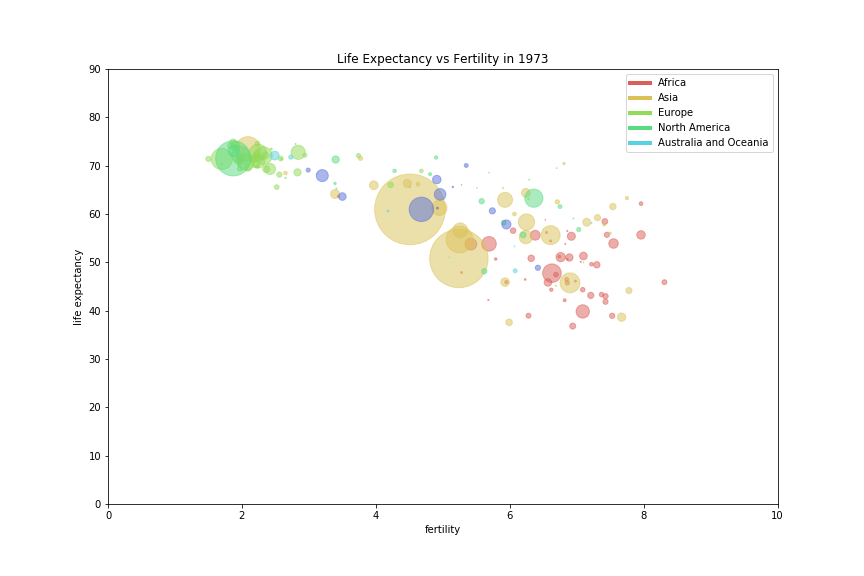 Life Expectancy vs Fertility in 1973
90
80
70
60
50
40
30
20
10
0
life expectancy
0 2 4 6 8 10
fertility
Africa
Asia
Europe
North America
Australia and Oceania